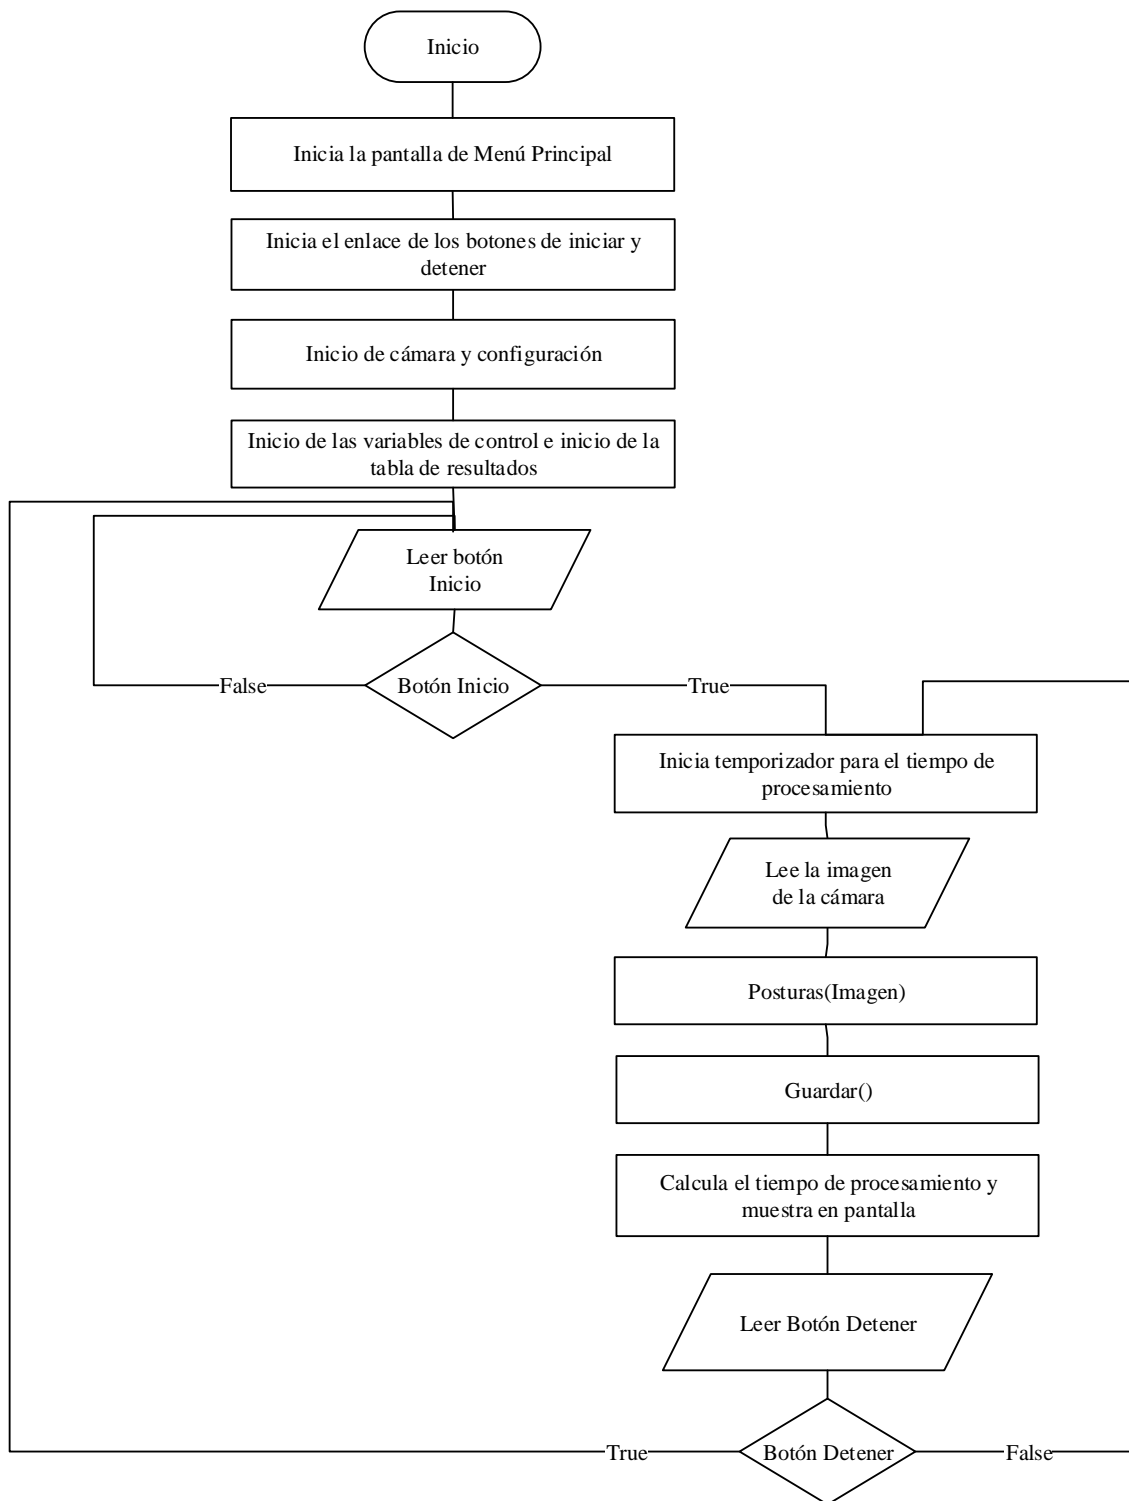 Inicio
Inicia la pantalla de Menú Principal
Inicia el enlace de los botones de iniciar y
detener
Inicio de cámara y configuración
Inicio de las variables de control e inicio de la
tabla de resultados
Leer botón
Inicio
False
Botón Inicio
True
Inicia temporizador para el tiempo de
procesamiento
Lee la imagen
de la cámara
Posturas(Imagen)
Guardar()
Calcula el tiempo de procesamiento y
muestra en pantalla
Leer Botón Detener
True
Botón Detener
False